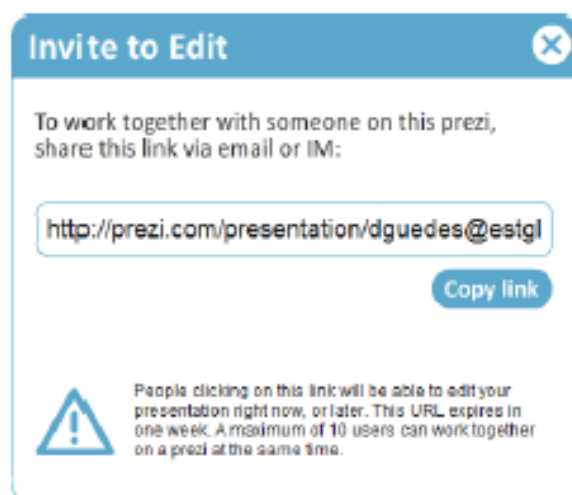 Invite to Edit
To work together with someone on this prezi,
share this link via email or IM:
http://prezi.com/presentation/dguedes@estgl
Copy link
People clicking on this link will be able to edit your
presentation right now, or later. This URL expires in
one week. A maximum of 10 users can work together
on a prezi at the same time.